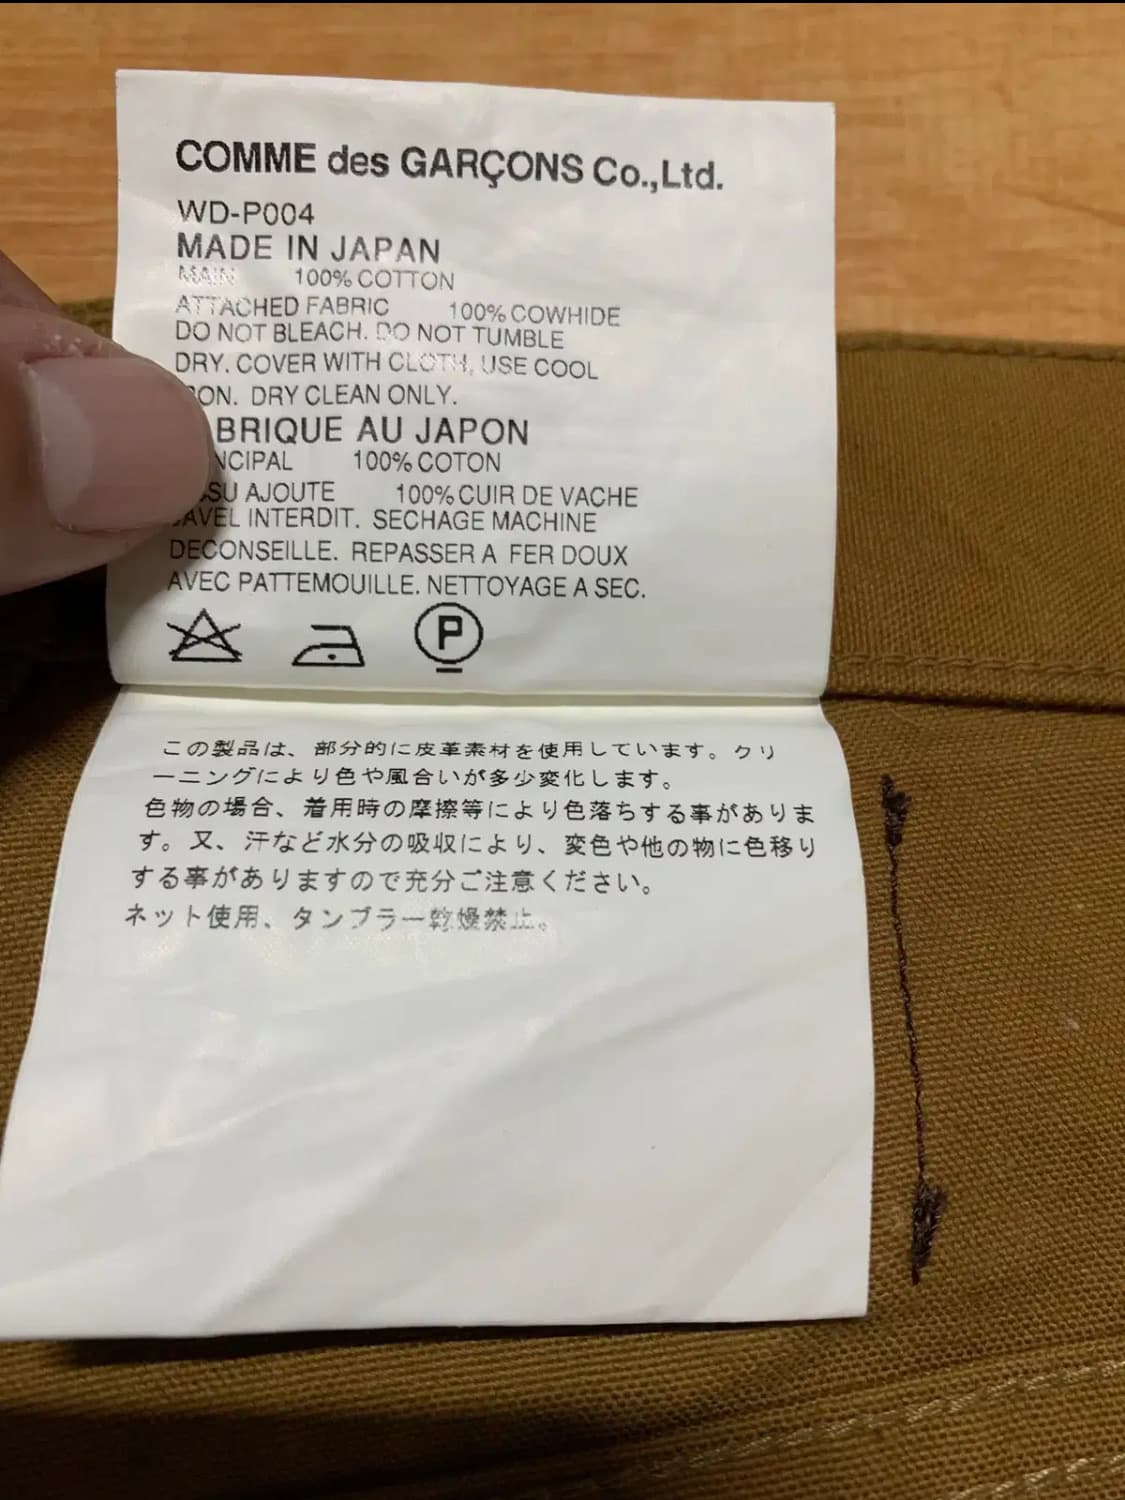 COMME des GARÇONS Co.,Ltd.
WD-P004
MADE IN JAPAN
MAIN 100% COTTON
ATTACHED FABRIC 100% COWHIDE
DO NOT BLEACH. DO NOT TUMBLE
DRY. COVER WITH CLOTH, USE COOL
DRY CLEAN ONLY.
AU JAPON
100% COTON
AJOUTE 100% CUIR DE VACHE
INTERDIT. SECHAGE MACHINE
DECONSEILLE. REPASSER A FER DOUX
AVEC PATTEMOUILLE. NETTOYAGE A SEC.
P
この製品は、部分的に皮革素材を使用しています。クリ
ーニングにより色や風合いが多少変化します。
色物の場合、着用時の摩擦等により色落ちする事がありま
す。又、汗など水分の吸収により、変色や他の物に色移り
する事がありますので充分ご注意ください。
ネット使用、タンブラー乾燥禁止。